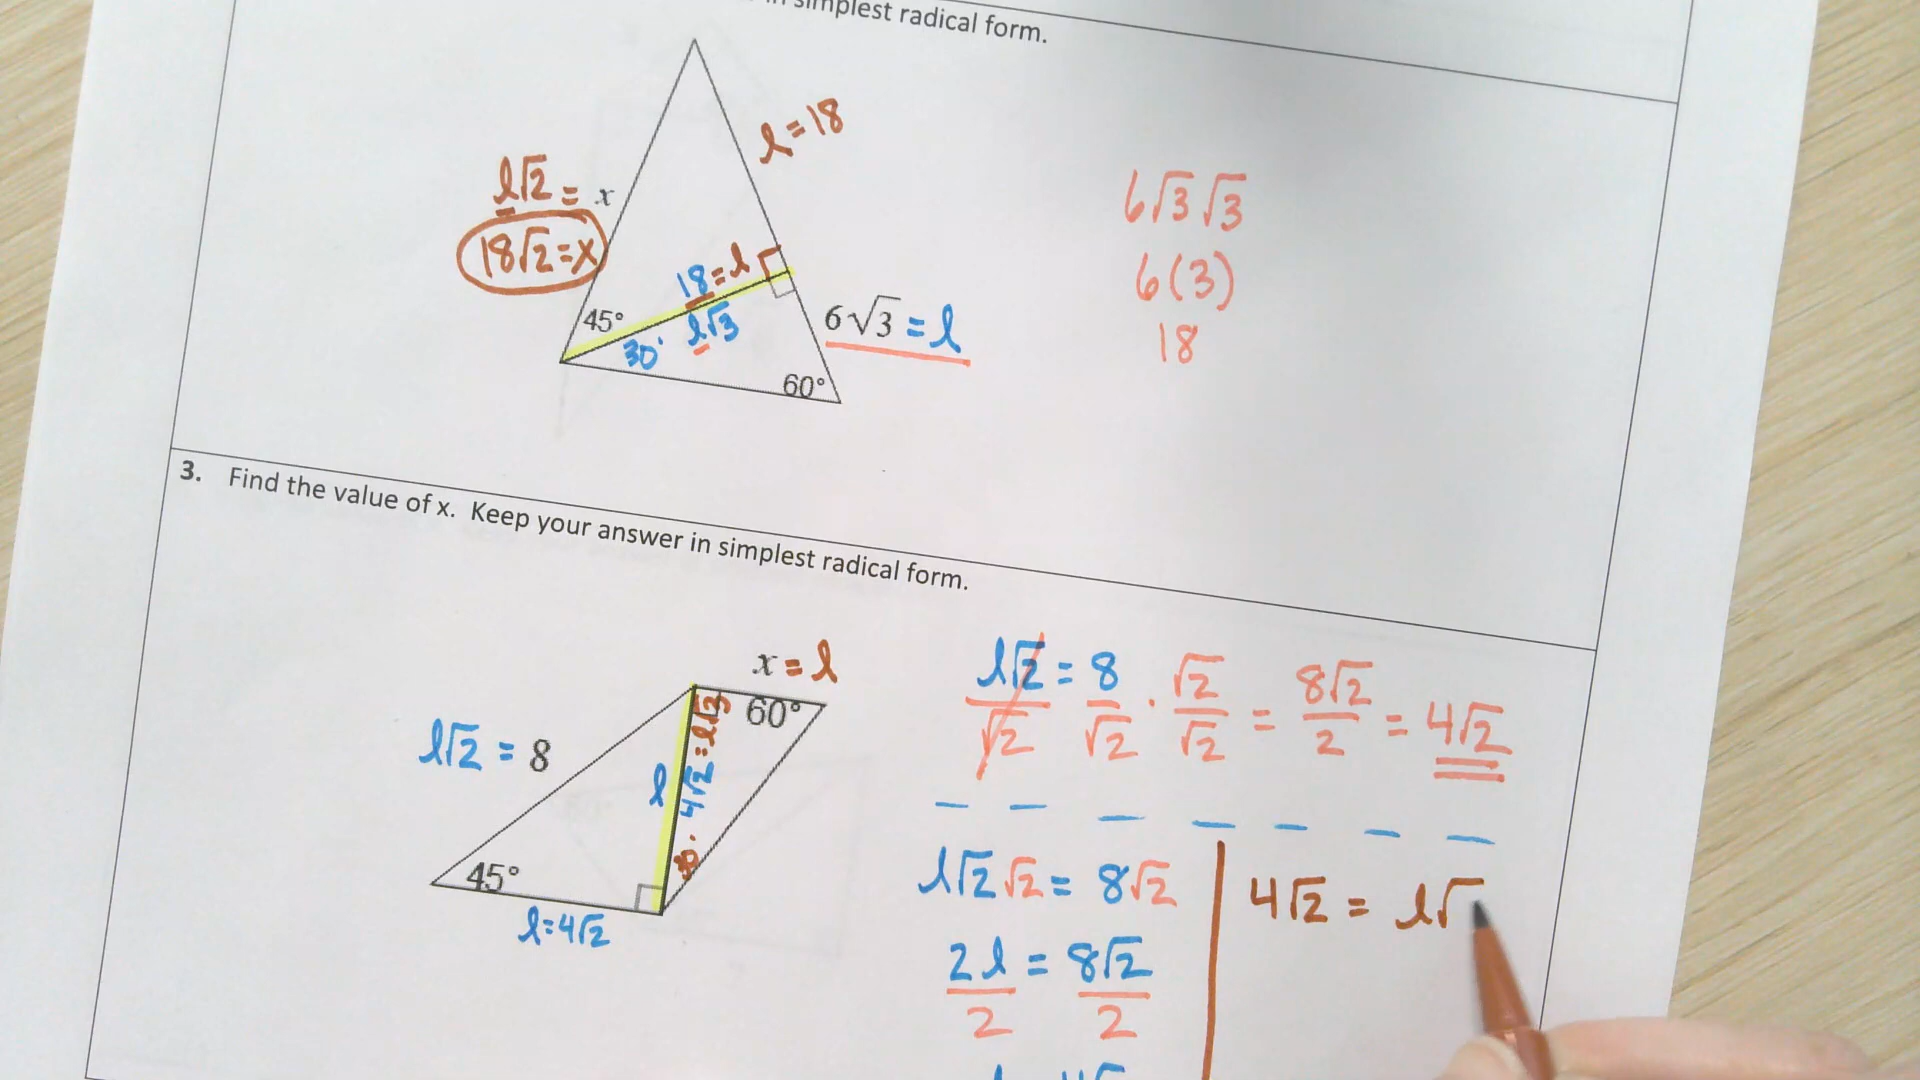 simplest radical form.
l = 18
l√2 = x
18√2 = x
18 = l
l√3
45°
30°
6√3 = l
60°
6√3 √3
6(3)
18
3. Find the value of x. Keep your answer in simplest radical form.
x = l
60°
l√2 = 8
l
4√2 = l√3
30°
45°
l = 4√2
l√2/√2 = 8/√2 · √2/√2 = 8√2/2 = 4√2
l√2 √2 = 8√2
2l/2 = 8√2/2
4√2 = l√